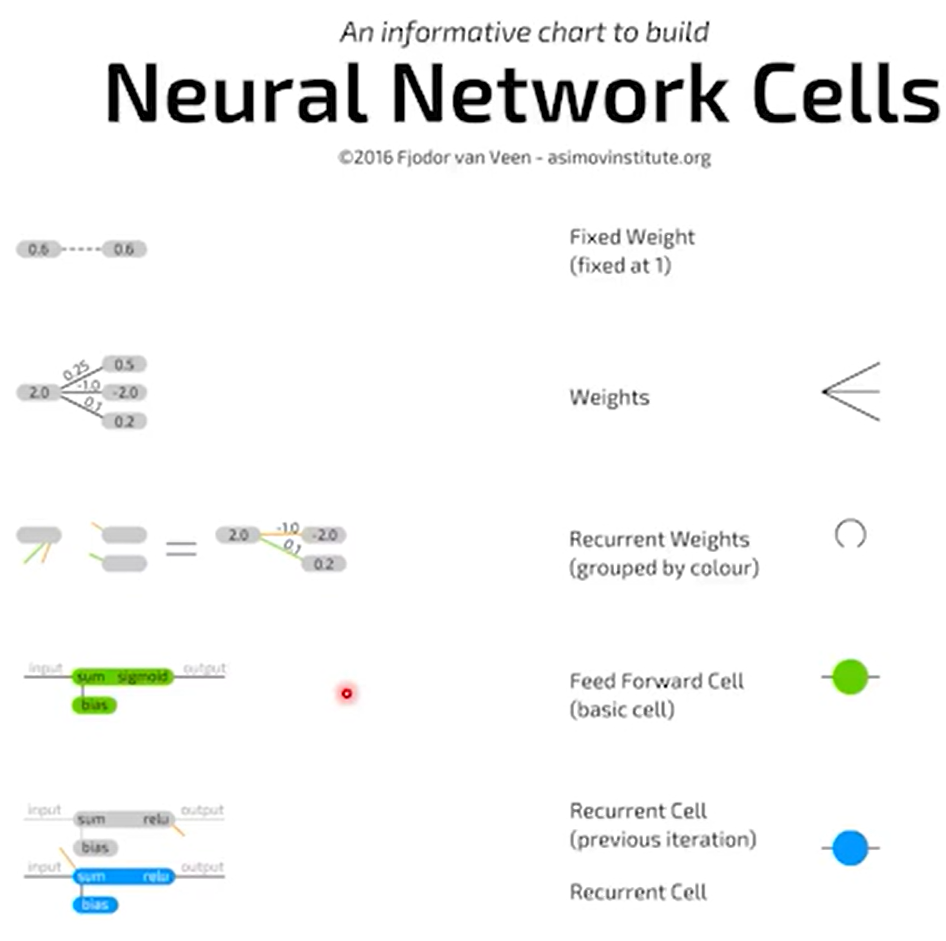 An informative chart to build
Neural Network Cells
©2016 Fjodor van Veen - asimovinstitute.org
0.6 0.6
Fixed Weight
(fixed at 1)
0.25 0.5
2.0 -1.0 -2.0
0.1 0.2
Weights
2.0 -1.0 -2.0
0.1 0.2
Recurrent Weights
(grouped by colour)
input sum sigmoid output
bias
Feed Forward Cell
(basic cell)
input sum relu output
bias
Recurrent Cell
(previous iteration)
input sum relu output
bias
Recurrent Cell